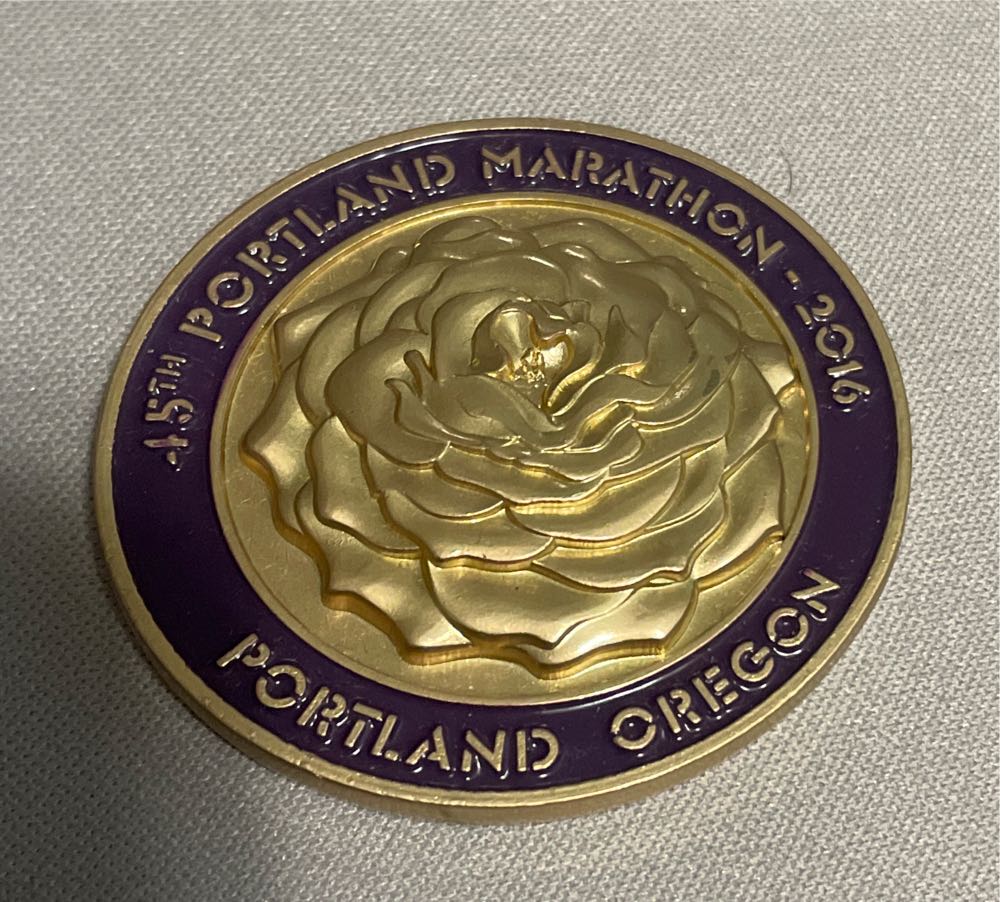 45TH PORTLAND MARATHON - 2016
PORTLAND OREGON